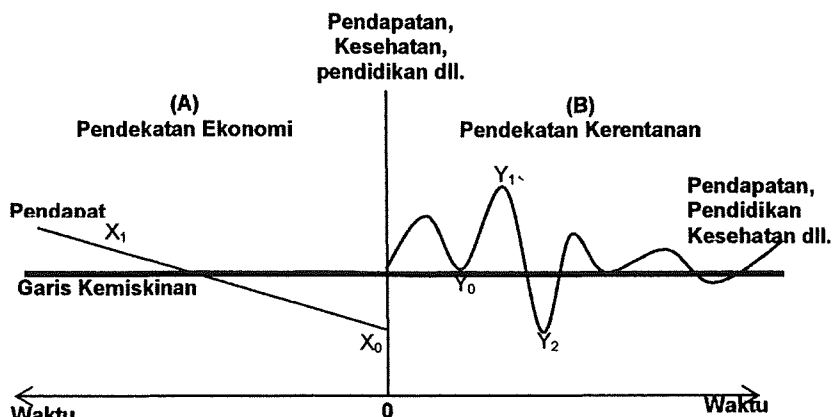 Pendapatan,
Kesehatan,
pendidikan dll.
(A)
Pendekatan Ekonomi
(B)
Pendekatan Kerentanan
Pendapat
X1
Garis Kemiskinan
X0
Y1
Y0
Y2
Pendapatan,
Pendidikan
Kesehatan dll.
Waktu
0
Waktu